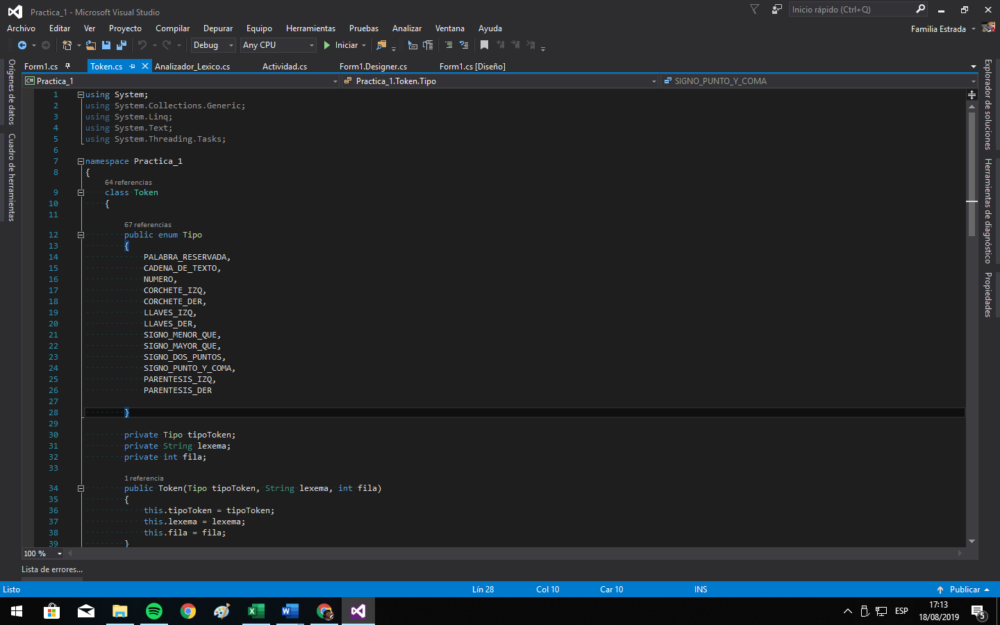 Practica_1 - Microsoft Visual Studio
Inicio rápido (Ctrl+Q)
Archivo Editar Ver Proyecto Compilar Depurar Equipo Herramientas Pruebas Analizar Ventana Ayuda
Familia Estrada
Debug Any CPU Iniciar
Form1.cs Token.cs Analizador_Lexico.cs Actividad.cs Form1.Designer.cs Form1.cs [Diseño]
C# Practica_1 Practica_1.Token.Tipo SIGNO_PUNTO_Y_COMA
Orígenes de datos
Cuadro de herramientas
1 using System;
2 using System.Collections.Generic;
3 using System.Linq;
4 using System.Text;
5 using System.Threading.Tasks;
6
7 namespace Practica_1
8 {
64 referencias
9 class Token
10 {
11
67 referencias
12 public enum Tipo
13 {
14 PALABRA_RESERVADA,
15 CADENA_DE_TEXTO,
16 NUMERO,
17 CORCHETE_IZQ,
18 CORCHETE_DER,
19 LLAVES_IZQ,
20 LLAVES_DER,
21 SIGNO_MENOR_QUE,
22 SIGNO_MAYOR_QUE,
23 SIGNO_DOS_PUNTOS,
24 SIGNO_PUNTO_Y_COMA,
25 PARENTESIS_IZQ,
26 PARENTESIS_DER
27
28 }
29
30 private Tipo tipoToken;
31 private String lexema;
32 private int fila;
33
1 referencia
34 public Token(Tipo tipoToken, String lexema, int fila)
35 {
36 this.tipoToken = tipoToken;
37 this.lexema = lexema;
38 this.fila = fila;
39 }
Explorador de soluciones
Herramientas de diagnóstico
Propiedades
100 %
Lista de errores...
Listo Lín 28 Col 10 Car 10 INS Publicar
ESP
17:13
18/08/2019
5